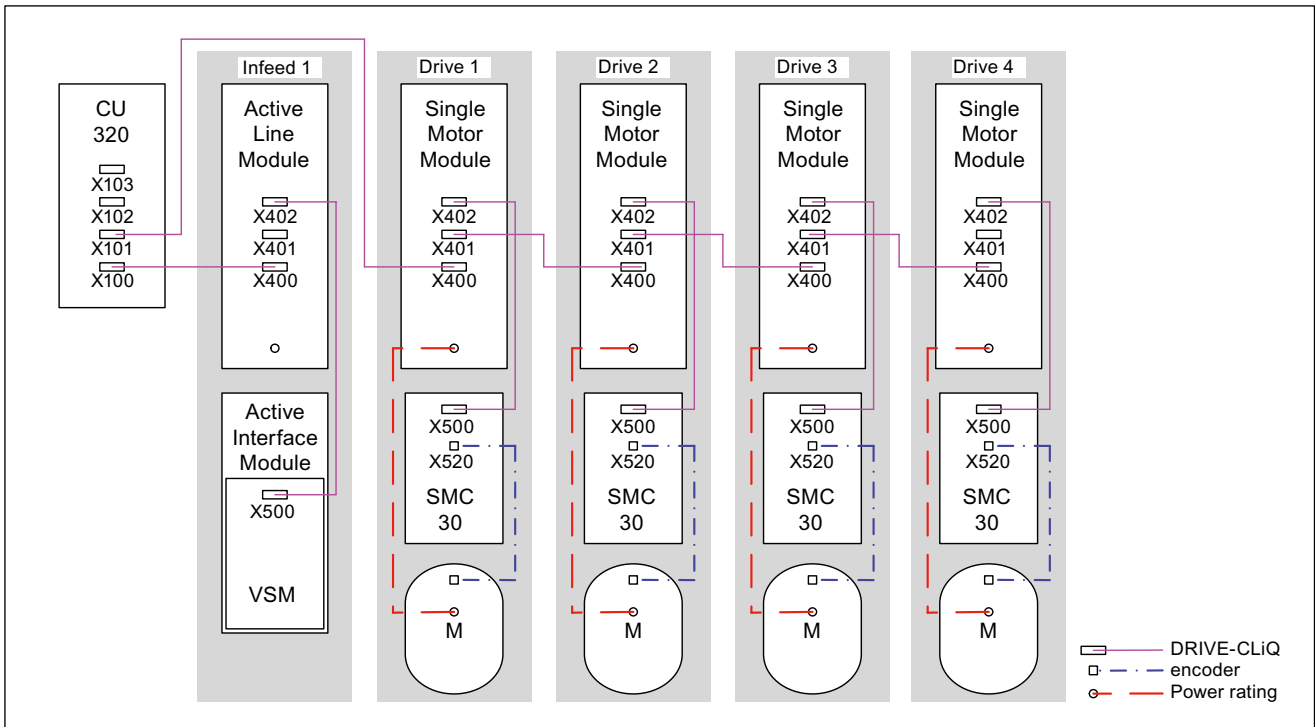 Infeed 1
Drive 1
Drive 2
Drive 3
Drive 4
CU
320
X103
X102
X101
X100
Active
Line
Module
X402
X401
X400
Active
Interface
Module
X500
VSM
Single
Motor
Module
X402
X401
X400
X500
X520
SMC
30
M
Single
Motor
Module
X402
X401
X400
X500
X520
SMC
30
M
Single
Motor
Module
X402
X401
X400
X500
X520
SMC
30
M
Single
Motor
Module
X402
X401
X400
X500
X520
SMC
30
M
DRIVE-CLiQ
encoder
Power rating